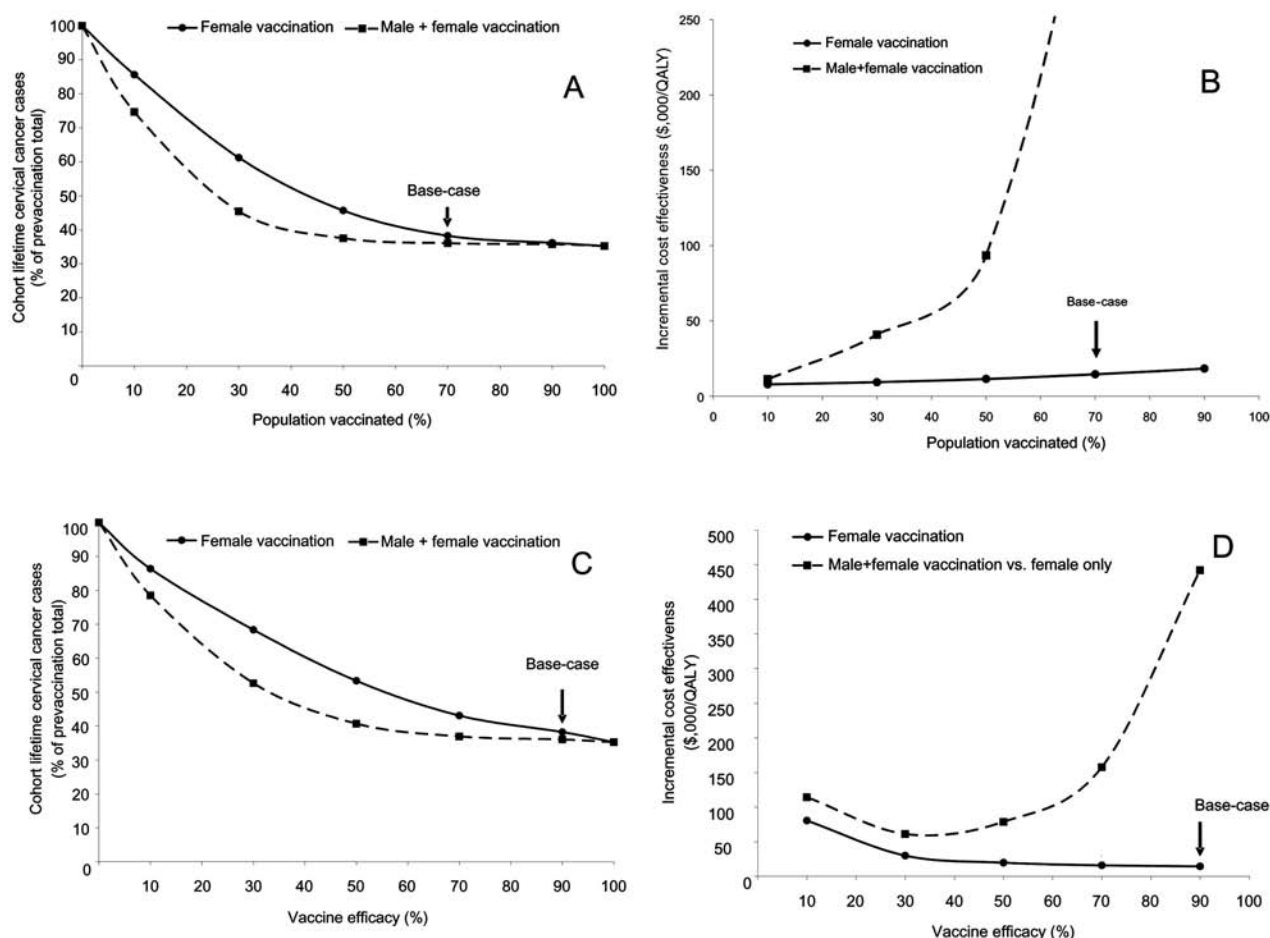 Cohort lifetime cervical cancer cases
(% of prevaccination total)
100
90
80
70
60
50
40
30
20
10
0
Female vaccination
Male + female vaccination
A
Base-case
10 20 30 40 50 60 70 80 90 100
Population vaccinated (%)
Incremental cost effectiveness ($,000/QALY)
250
200
150
100
50
0
Female vaccination
Male+female vaccination
B
Base-case
0 10 20 30 40 50 60 70 80 90 100
Population vaccinated (%)
Cohort lifetime cervical cancer cases
(% of prevaccination total)
100
90
80
70
60
50
40
30
20
10
0
Female vaccination
Male + female vaccination
C
Base-case
10 20 30 40 50 60 70 80 90 100
Vaccine efficacy (%)
Incremental cost effectivenss
($,000/QALY)
500
450
400
350
300
250
200
150
100
50
0
Female vaccination
Male+female vaccination vs. female only
D
Base-case
10 20 30 40 50 60 70 80 90 100
Vaccine efficacy (%)